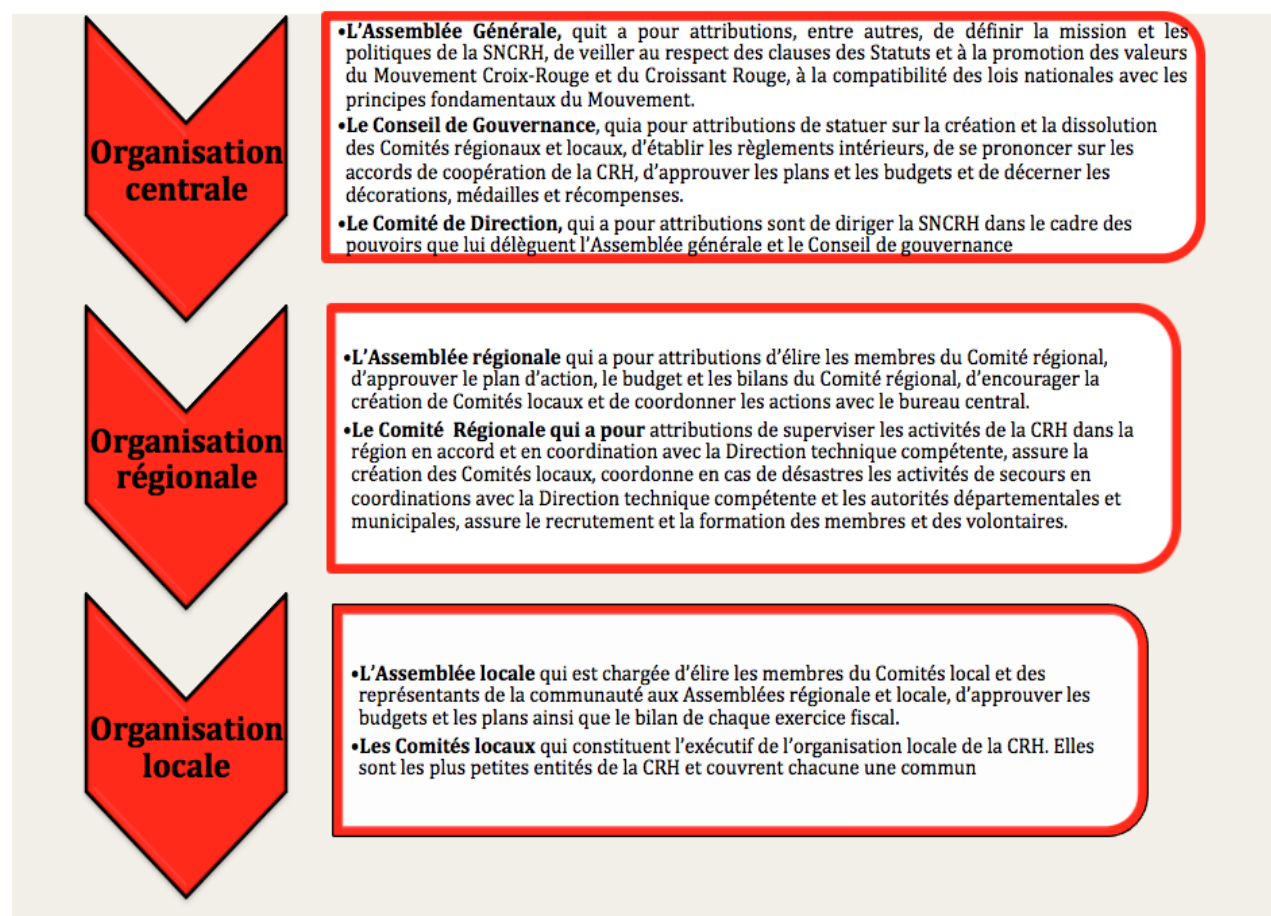 Organisation
centrale
•L'Assemblée Générale, quit a pour attributions, entre autres, de définir la mission et les
politiques de la SNCRH, de veiller au respect des clauses des Statuts et à la promotion des valeurs
du Mouvement Croix-Rouge et du Croissant Rouge, à la compatibilité des lois nationales avec les
principes fondamentaux du Mouvement.
•Le Conseil de Gouvernance, quia pour attributions de statuer sur la création et la dissolution
des Comités régionaux et locaux, d'établir les règlements intérieurs, de se prononcer sur les
accords de coopération de la CRH, d'approuver les plans et les budgets et de décerner les
décorations, médailles et récompenses.
•Le Comité de Direction, qui a pour attributions sont de diriger la SNCRH dans le cadre des
pouvoirs que lui délèguent l'Assemblée générale et le Conseil de gouvernance
Organisation
régionale
•L'Assemblée régionale qui a pour attributions d'élire les membres du Comité régional,
d'approuver le plan d'action, le budget et les bilans du Comité régional, d'encourager la
création de Comités locaux et de coordonner les actions avec le bureau central.
•Le Comité Régionale qui a pour attributions de superviser les activités de la CRH dans la
région en accord et en coordination avec la Direction technique compétente, assure la
création des Comités locaux, coordonne en cas de désastres les activités de secours en
coordinations avec la Direction technique compétente et les autorités départementales et
municipales, assure le recrutement et la formation des membres et des volontaires.
Organisation
locale
•L'Assemblée locale qui est chargée d'élire les membres du Comités local et des
représentants de la communauté aux Assemblées régionale et locale, d'approuver les
budgets et les plans ainsi que le bilan de chaque exercice fiscal.
•Les Comités locaux qui constituent l'exécutif de l'organisation locale de la CRH. Elles
sont les plus petites entités de la CRH et couvrent chacune une commun